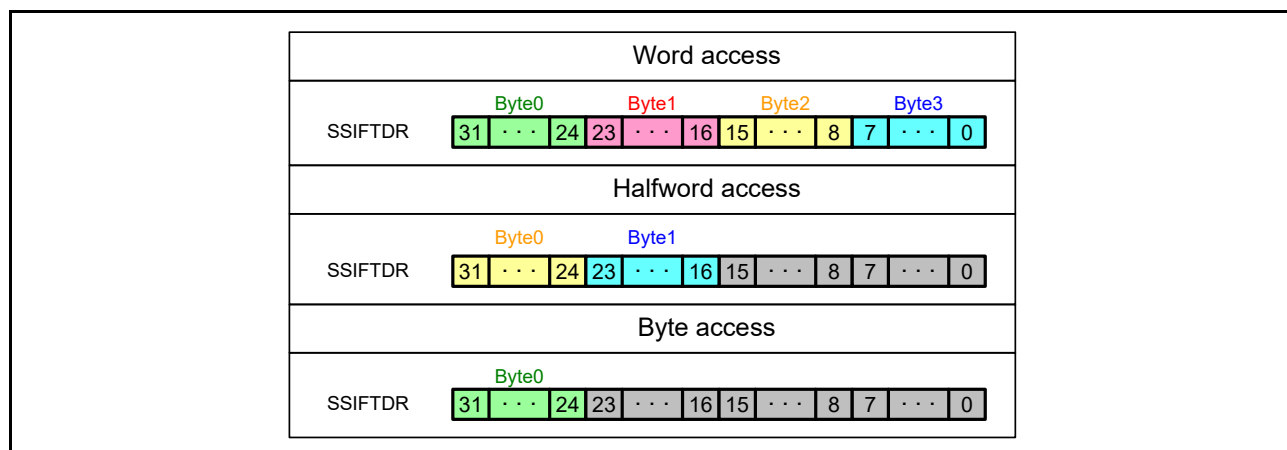 Word access
Byte0 Byte1 Byte2 Byte3
SSIFTDR 31 ··· 24 23 ··· 16 15 ··· 8 7 ··· 0
Halfword access
Byte0 Byte1
SSIFTDR 31 ··· 24 23 ··· 16 15 ··· 8 7 ··· 0
Byte access
Byte0
SSIFTDR 31 ··· 24 23 ··· 16 15 ··· 8 7 ··· 0